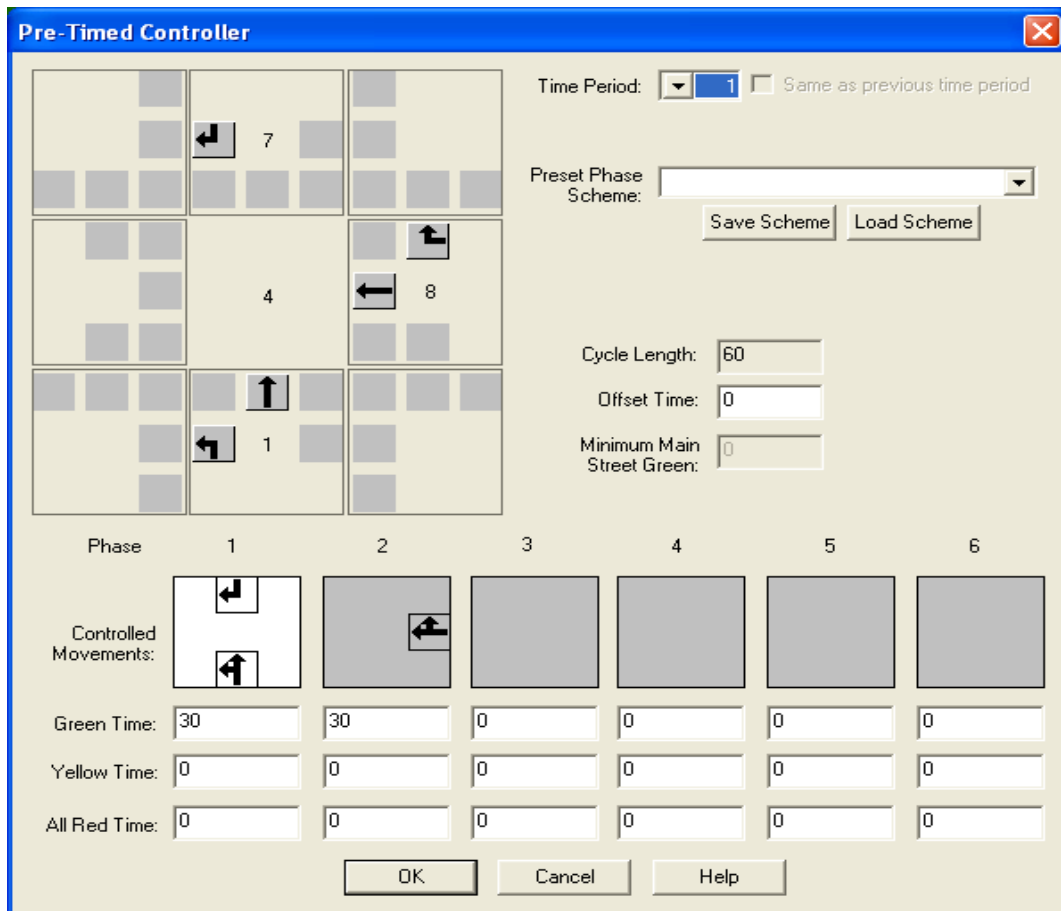 Pre-Timed Controller
Time Period: 1 Same as previous time period
7
Preset Phase
Scheme:
Save Scheme Load Scheme
4 8
Cycle Length: 60
Offset Time: 0
1
Minimum Main
Street Green: 0
Phase 1 2 3 4 5 6
Controlled
Movements:
Green Time: 30 30 0 0 0 0
Yellow Time: 0 0 0 0 0 0
All Red Time: 0 0 0 0 0 0
OK Cancel Help